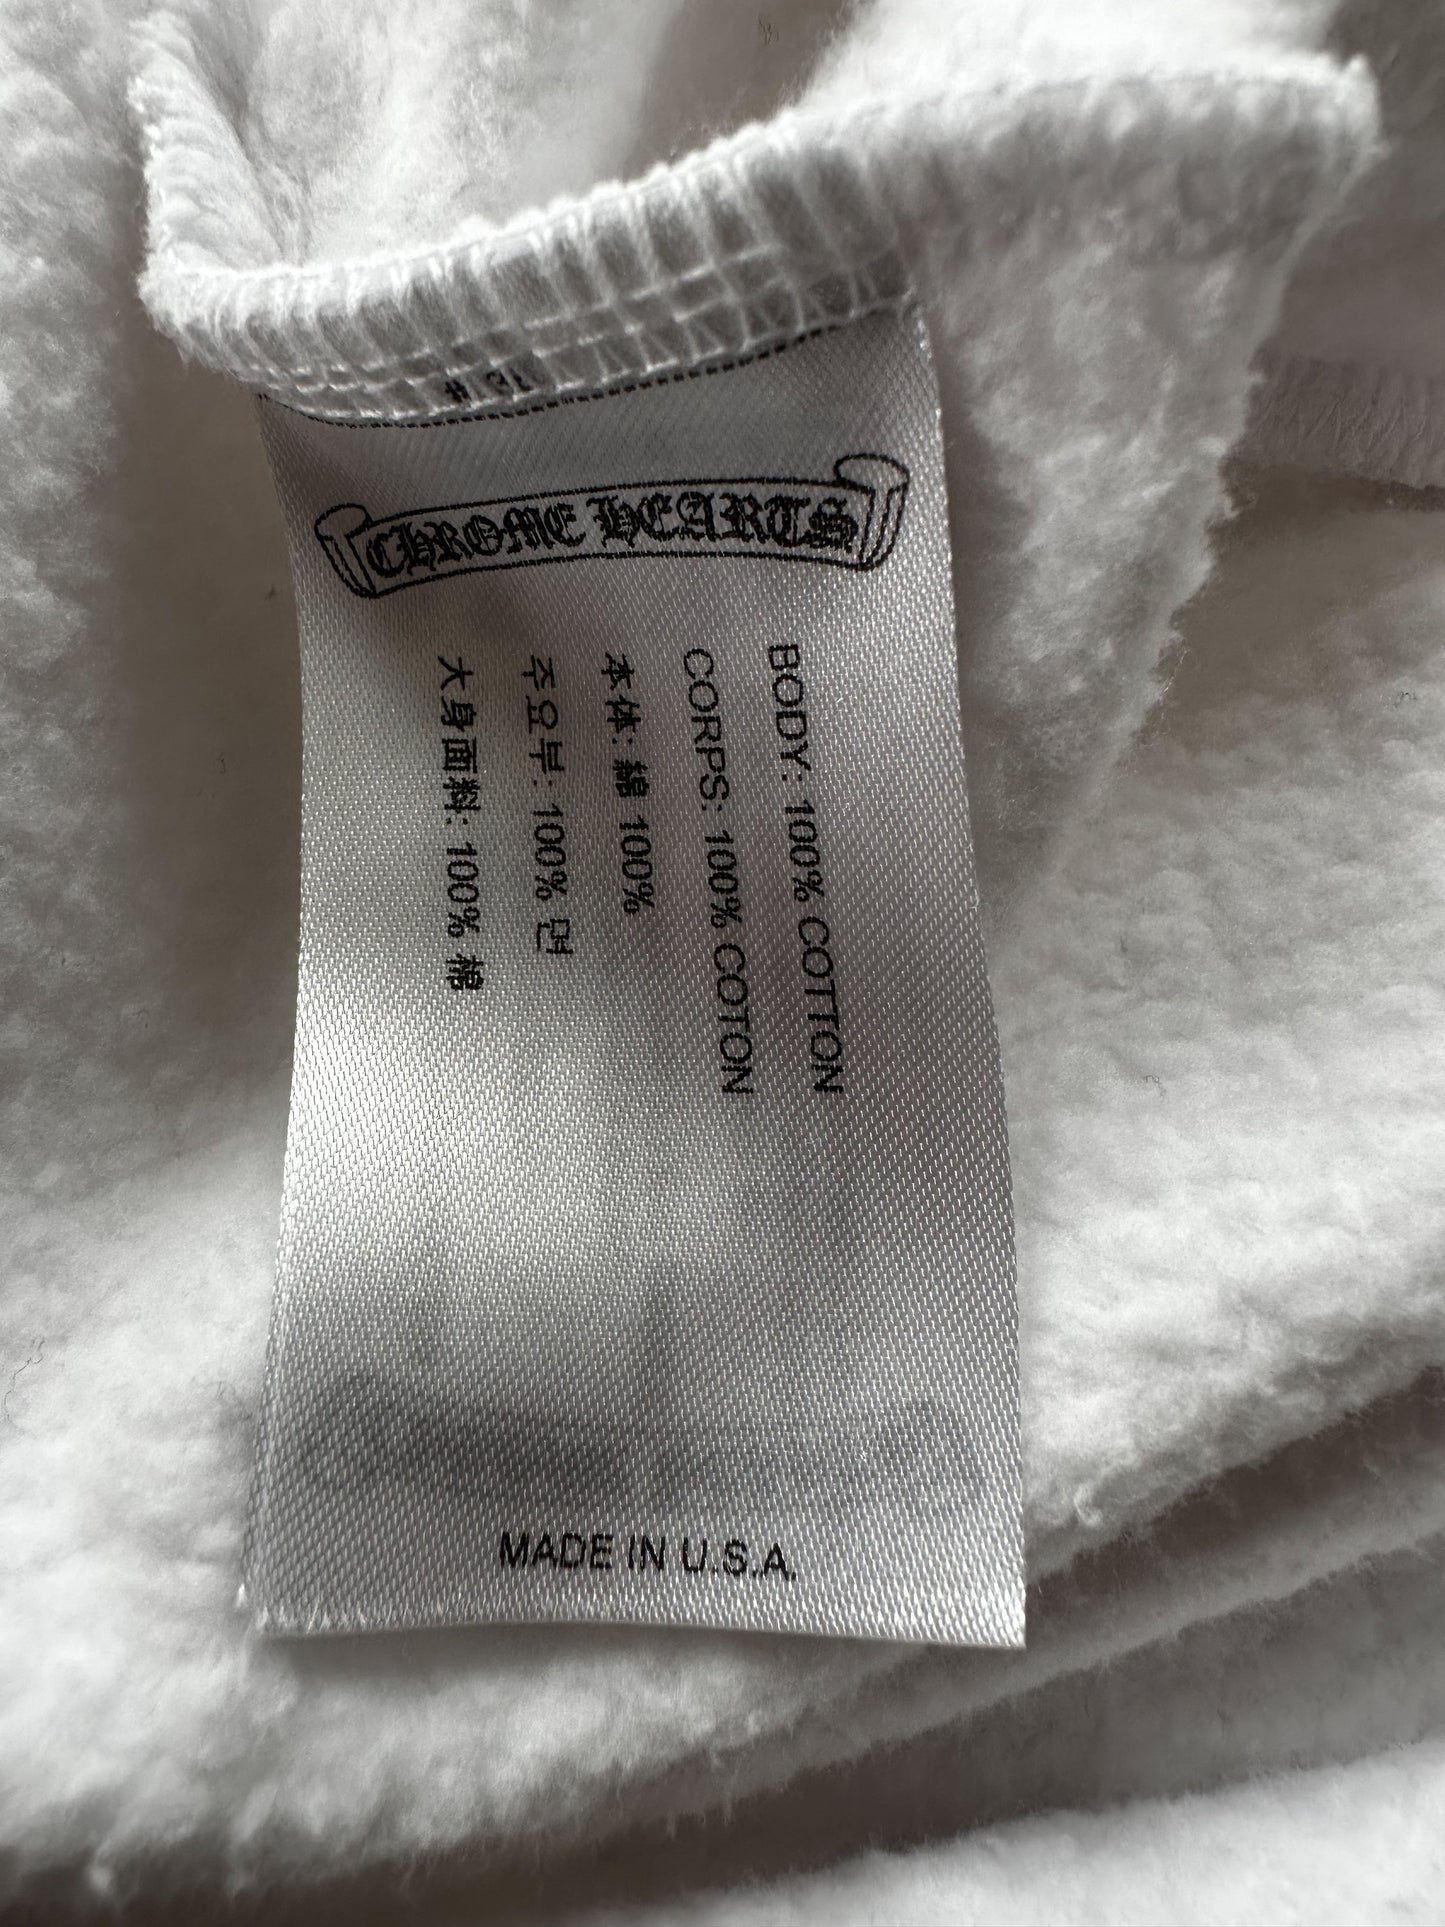 CHROME HEARTS
BODY: 100% COTTON
CORPS: 100% COTON
本体: 綿 100%
주요부: 100% 면
大身面料: 100% 棉
MADE IN U.S.A.